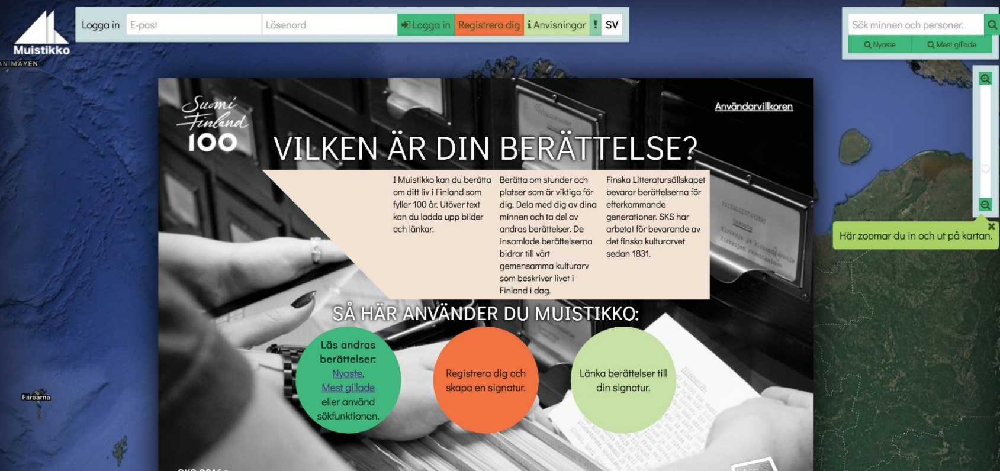 Muistikko
Logga in
E-post
Lösenord
Logga in
Registrera dig
i Anvisningar
!
SV
Sök minnen och personer.
Nyaste
Mest gillade
AN MAYEN
Suomi
Finland
100
Användarvillkoren
VILKEN ÄR DIN BERÄTTELSE?
I Muistikko kan du berätta
om ditt liv i Finland som
fyller 100 år. Utöver text
kan du ladda upp bilder
och länkar.
Berätta om stunder och
platser som är viktiga för
dig. Dela med dig av dina
minnen och ta del av
andras berättelser. De
insamlade berättelserna
bidrar till vårt
gemensamma kulturarv
som beskriver livet i
Finland i dag.
Finska Litteratursällskapet
bevarar berättelserna för
efterkommande
generationer. SKS har
arbetat för bevarande av
det finska kulturarvet
sedan 1831.
Här zoomar du in och ut på kartan.
SÅ HÄR ANVÄNDER DU MUISTIKKO:
Läs andras
berättelser:
Nyaste,
Mest gillade
eller använd
sökfunktionen.
Registrera dig och
skapa en signatur.
Länka berättelser till
din signatur.
Färöarna